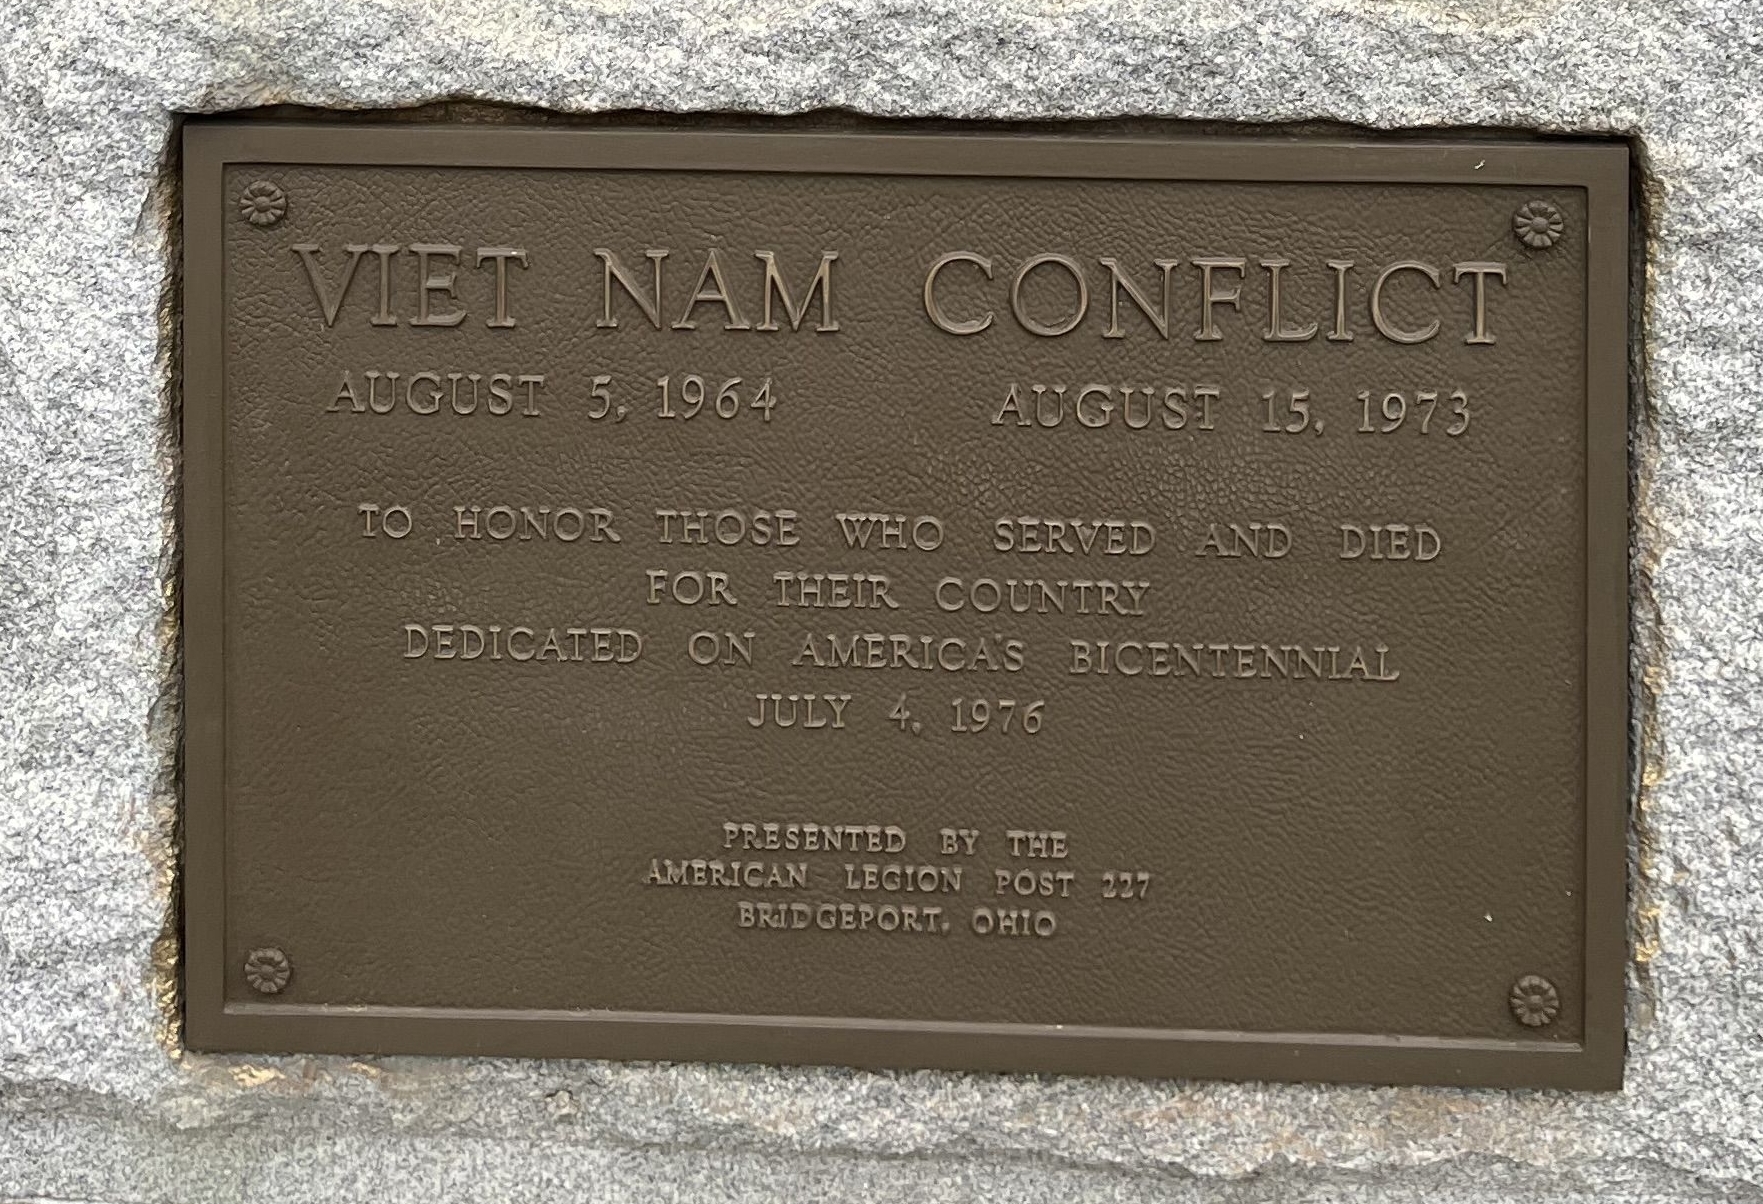 VIET NAM CONFLICT
AUGUST 5, 1964 AUGUST 15, 1973
TO HONOR THOSE WHO SERVED AND DIED
FOR THEIR COUNTRY
DEDICATED ON AMERICA'S BICENTENNIAL
JULY 4, 1976
PRESENTED BY THE
AMERICAN LEGION POST 227
BRIDGEPORT, OHIO